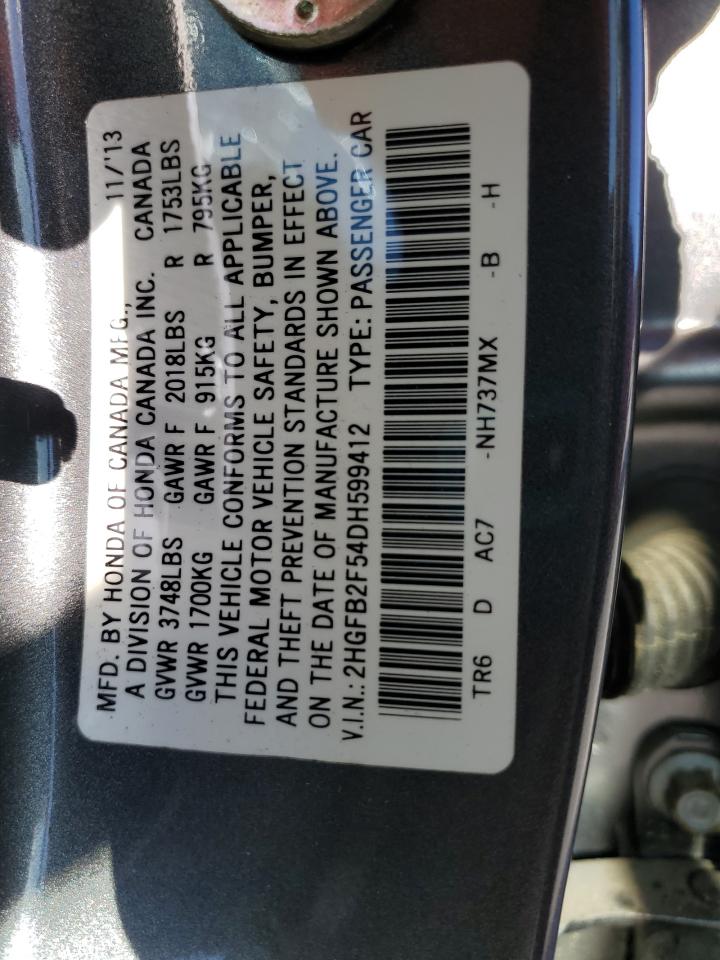 MFD. BY HONDA OF CANADA MFG., 11/'13
A DIVISION OF HONDA CANADA INC. CANADA
GVWR 3748LBS GAWR F 2018LBS R 1753LBS
GVWR 1700KG GAWR F 915KG R 795KG
THIS VEHICLE CONFORMS TO ALL APPLICABLE
FEDERAL MOTOR VEHICLE SAFETY, BUMPER,
AND THEFT PREVENTION STANDARDS IN EFFECT
ON THE DATE OF MANUFACTURE SHOWN ABOVE.
V.I.N.: 2HGFB2F54DH599412 TYPE: PASSENGER CAR
TR6 D AC7 -NH737MX -B -H